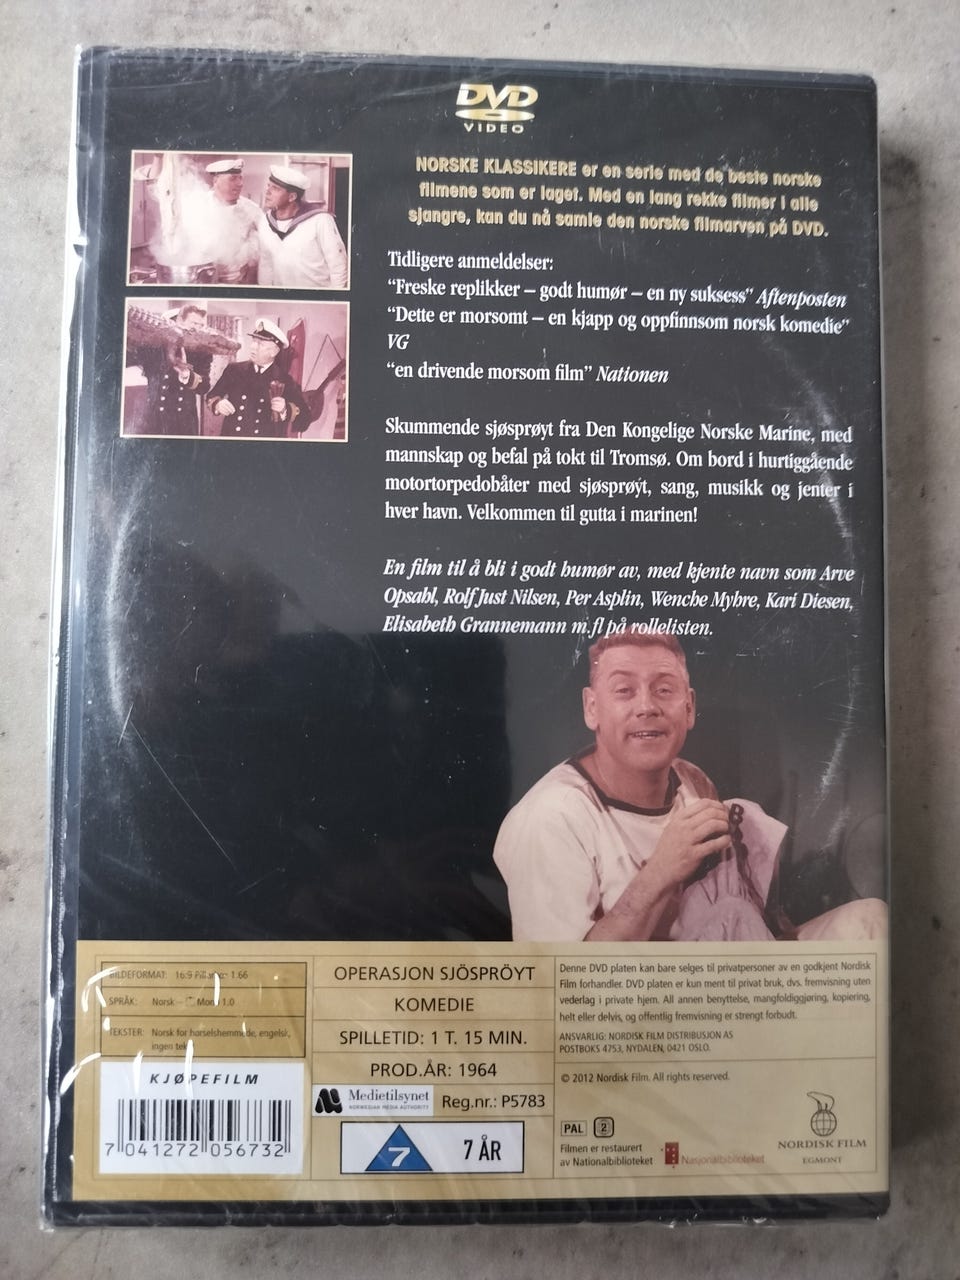 DVD
VIDEO
NORSKE KLASSIKERE er en serie med de beste norske
filmene som er laget. Med en lang rekke filmer i alle
sjangre, kan du nå samle den norske filmarven på DVD.
Tidligere anmeldelser:
“Freske replikker – godt humør – en ny suksess” Aftenposten
“Dette er morsomt – en kjapp og oppfinnsom norsk komedie”
VG
“en drivende morsom film” Nationen
Skummende sjøsprøyt fra Den Kongelige Norske Marine, med
mannskap og befal på tokt til Tromsø. Om bord i hurtiggående
motortorpedobåter med sjøsprøyt, sang, musikk og jenter i
hver havn. Velkommen til gutta i marinen!
En film til å bli i godt humør av, med kjente navn som Arve
Opsahl, Rolf Just Nilsen, Per Asplin, Wenche Myhre, Kari Diesen,
Elisabeth Grannemann m.fl på rollelisten.
BILDEFORMAT: 16:9 1.66
SPRÅK: Norsk – Mono 1.0
TEKSTER: Norsk for hørselshemmede, engelsk,
ingen
KJØPEFILM
7 041272 056732
OPERASJON SJÖSPRÖYT
KOMEDIE
SPILLETID: 1 T. 15 MIN.
PROD.ÅR: 1964
Medietilsynet
NORWEGIAN MEDIA AUTHORITY
Reg.nr.: P5783
7
7 ÅR
Denne DVD platen kan bare selges til privatpersoner av en godkjent Nordisk
Film forhandler. DVD platen er kun ment til privat bruk, dvs. fremvisning uten
vederlag i private hjem. All annen benyttelse, mangfoldiggjøring, kopiering,
helt eller delvis, og offentlig fremvisning er strengt forbudt.
ANSVARLIG: NORDISK FILM DISTRIBUSJON AS
POSTBOKS 4753, NYDALEN, 0421 OSLO.
© 2012 Nordisk Film. All rights reserved.
PAL 2
Filmen er restaurert
av Nationalbiblioteket
Nasjonalbiblioteket
NORDISK FILM
EGMONT